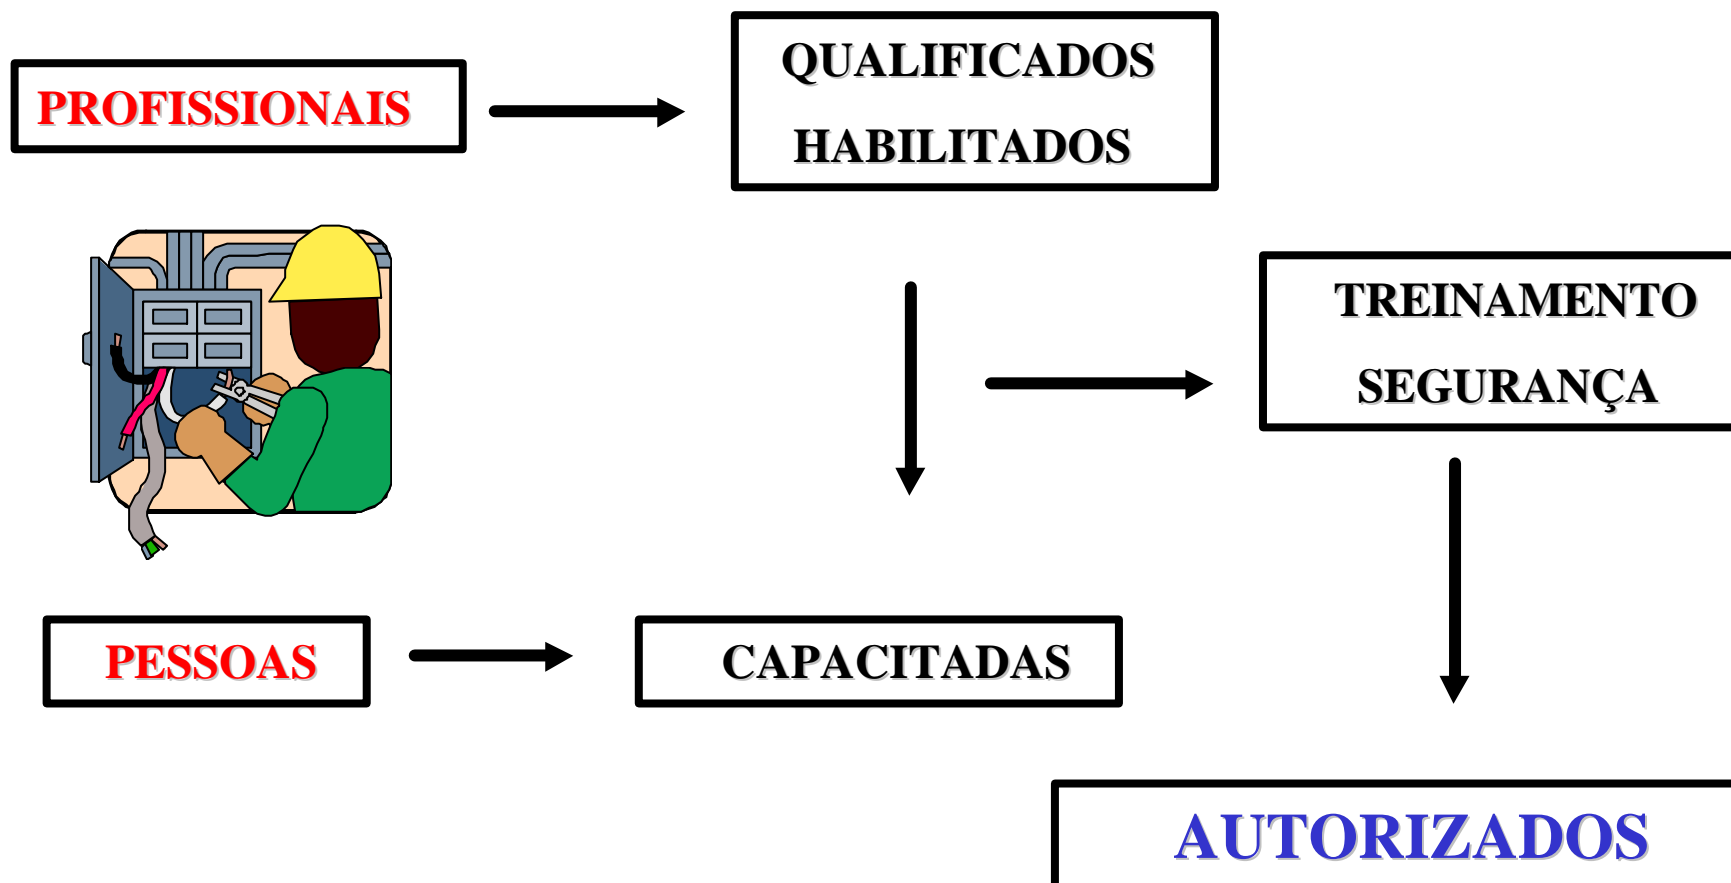 PROFISSIONAIS
QUALIFICADOS
HABILITADOS
TREINAMENTO
SEGURANÇA
PESSOAS
CAPACITADAS
AUTORIZADOS